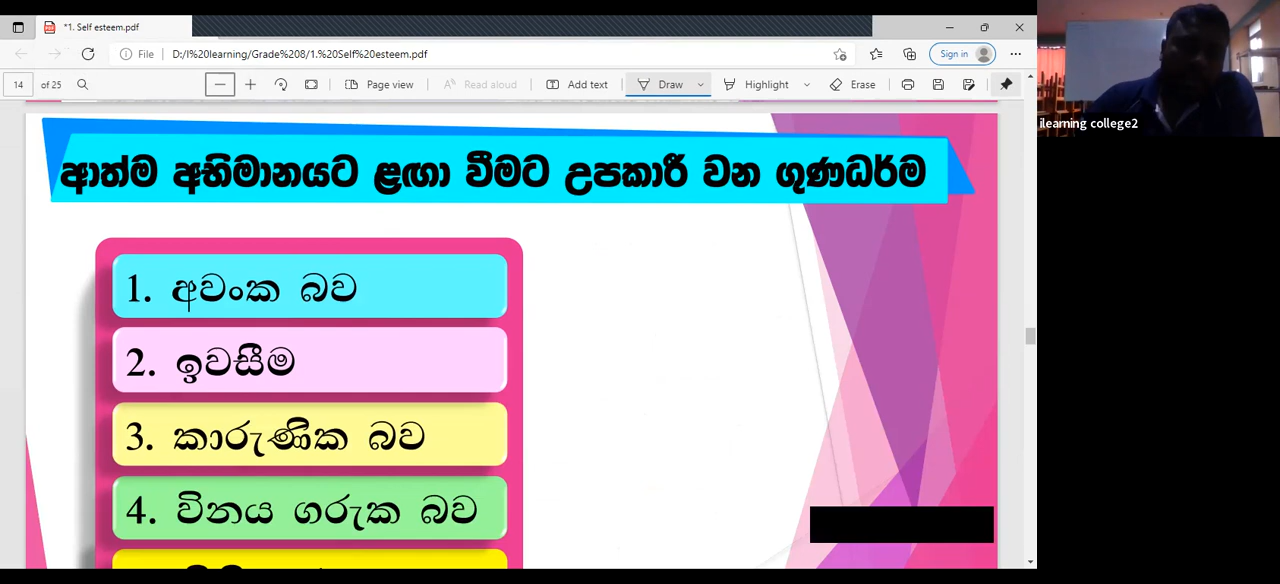 *1. Self esteem.pdf
File D:/I%20learning/Grade%208/1.%20Self%20esteem.pdf Sign in
14 of 25 Page view Read aloud Add text Draw Highlight Erase
ilearning college2
ආත්ම අභිමානයට ළඟා වීමට උපකාරී වන ගුණධර්ම
1. අවංක බව
2. ඉවසීම
3. කාරුණික බව
4. විනය ගරුක බව